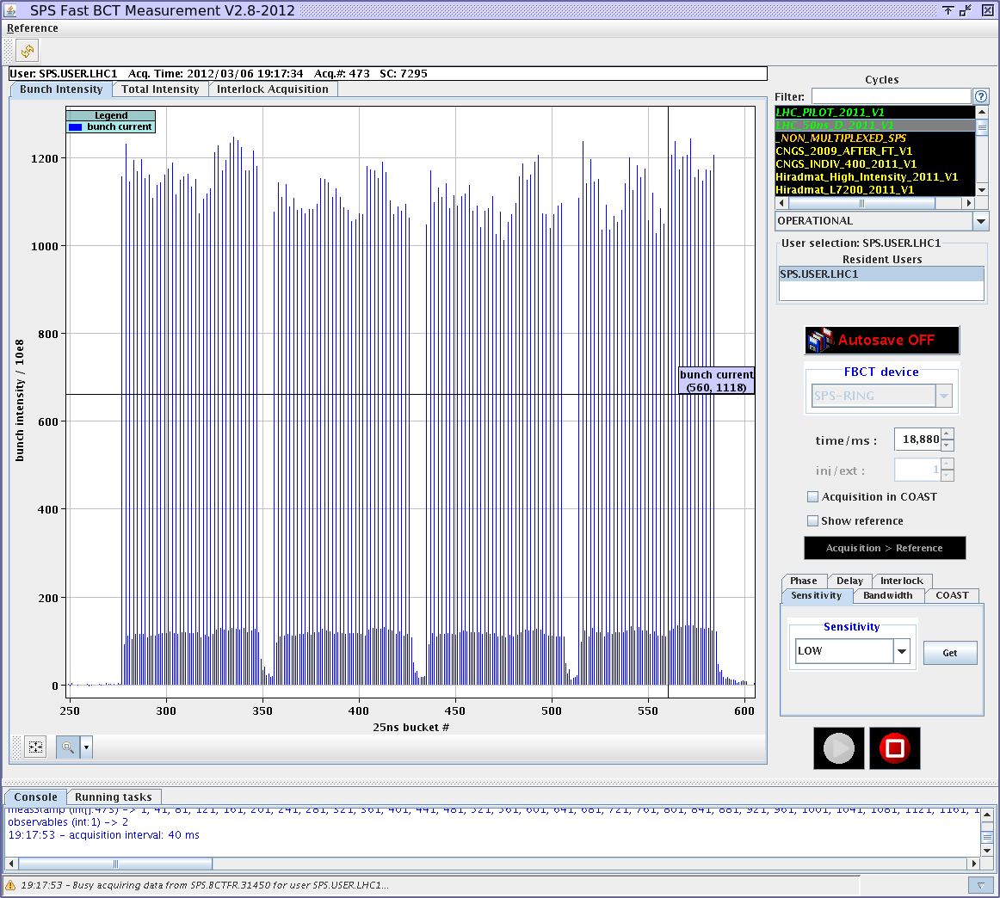 SPS Fast BCT Measurement V2.8-2012
Reference
User: SPS.USER.LHC1 Acq. Time: 2012/03/06 19:17:34 Acq.#: 473 SC: 7295
Bunch Intensity Total Intensity Interlock Acquisition
Legend
bunch current
1200
1000
800
600
400
200
0
bunch intensity / 10e8
bunch current
(560, 1118)
250 300 350 400 450 500 550 600
25ns bucket #
Cycles
Filter:
?
LHC_PILOT_2011_V1
LHC_50ns_D_2011_V1
_NON_MULTIPLEXED_SPS
CNGS_2009_AFTER_FT_V1
CNGS_INDIV_400_2011_V1
Hiradmat_High_Intensity_2011_V1
Hiradmat_L7200_2011_V1
OPERATIONAL
User selection: SPS.USER.LHC1
Resident Users
SPS.USER.LHC1
Autosave OFF
FBCT device
SPS-RING
time/ms : 18,880
inj/ext : 1
Acquisition in COAST
Show reference
Acquisition > Reference
Phase Delay Interlock
Sensitivity Bandwidth COAST
Sensitivity
LOW
Get
Console Running tasks
measStamp (int[]:473) -> 1, 41, 81, 121, 161, 201, 241, 281, 321, 361, 401, 441, 481, 521, 561, 601, 641, 681, 721, 761, 801, 841, 881, 921, 961, 1001, 1041, 1081, 1121, 1161, 1
observables (int:1) -> 2
19:17:53 - acquisition interval: 40 ms
19:17:53 - Busy acquiring data from SPS.BCTFR.31450 for user SPS.USER.LHC1...